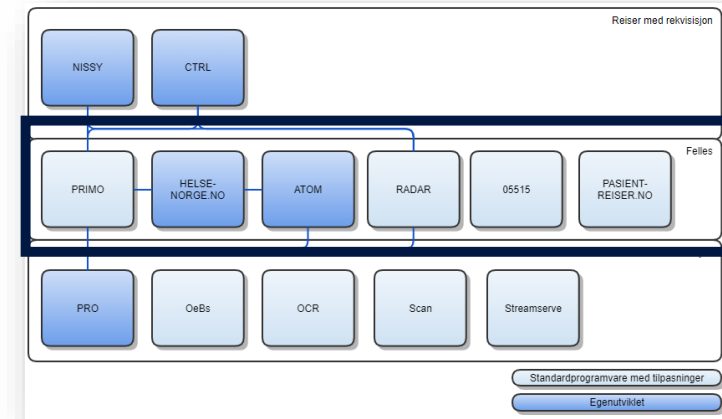 Reiser med rekvisisjon
NISSY
CTRL
Felles
PRIMO
HELSE-
NORGE.NO
ATOM
RADAR
05515
PASIENT-
REISER.NO
PRO
OeBs
OCR
Scan
Streamserve
Standardprogramvare med tilpasninger
Egenutviklet